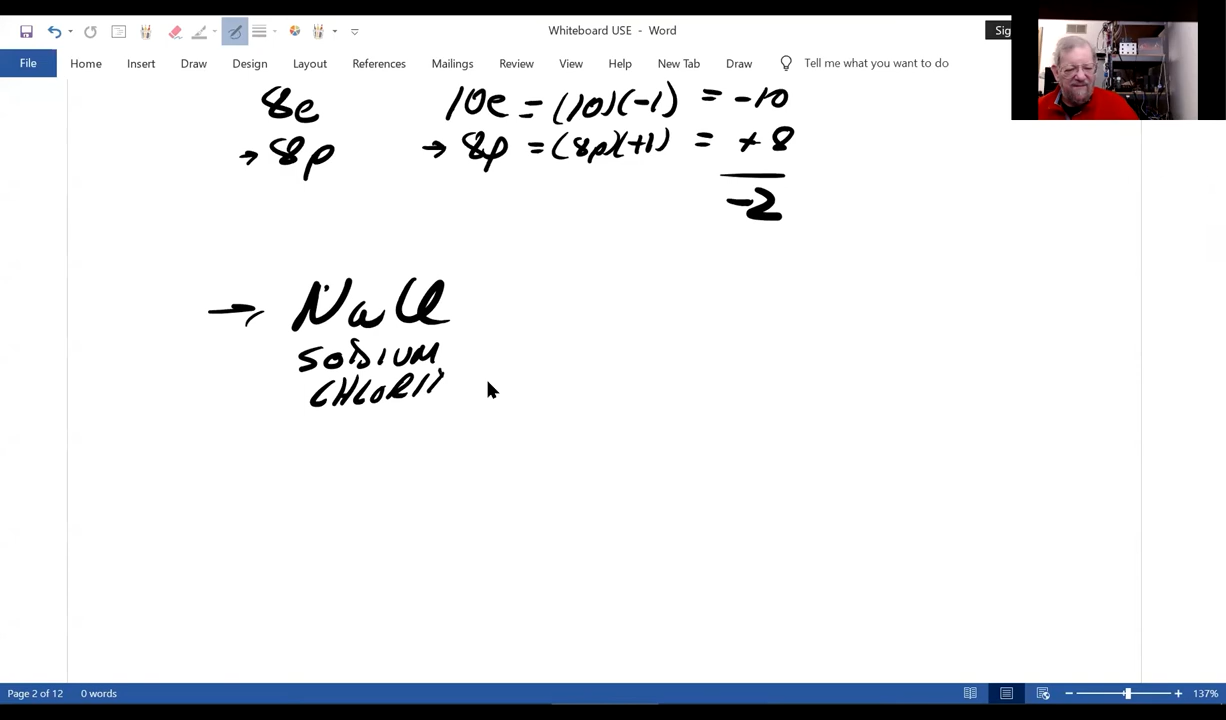 Whiteboard USE - Word
File Home Insert Draw Design Layout References Mailings Review View Help New Tab Draw Tell me what you want to do
8e 10e = (10)(-1) = -10
→ 8p → 8p = (8p)(+1) = + 8
-2
→ NaCl
SODIUM
CHLORI
Page 2 of 12 0 words 137%